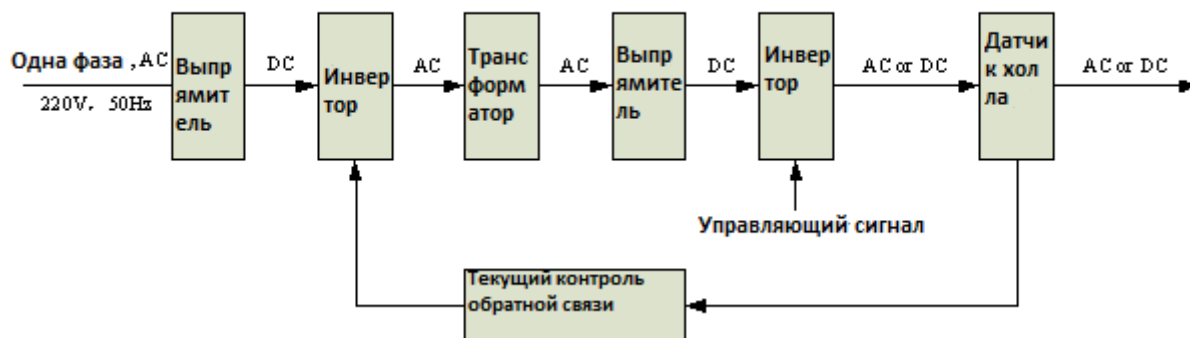 Одна фаза ,AC
220V, 50Hz
Выпр
ямит
ель
DC
Инвер
тор
AC
Транс
форм
атор
AC
Выпр
ямите
ль
DC
Инвер
тор
AC or DC
Датчи
к хол
ла
AC or DC
Управляющий сигнал
Текущий контроль
обратной связи